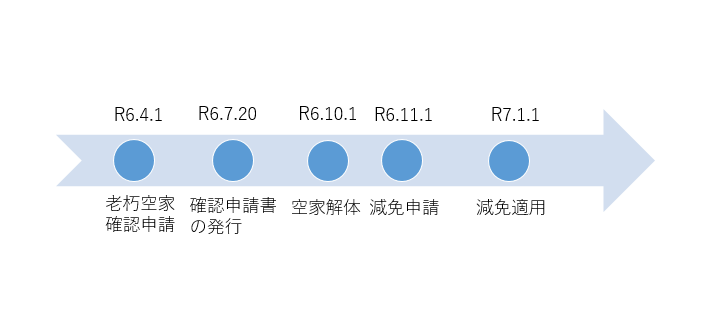 R6.4.1
R6.7.20
R6.10.1
R6.11.1
R7.1.1
老朽空家
確認申請
確認申請書
の発行
空家解体
減免申請
減免適用